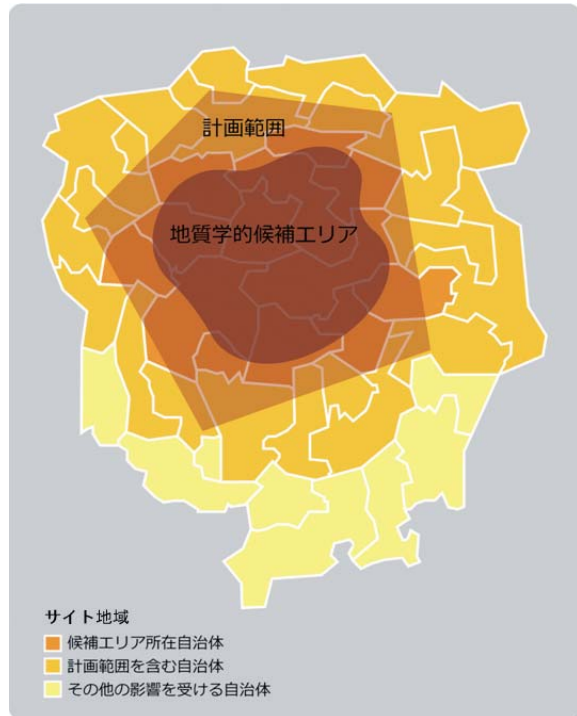 計画範囲
地質学的候補エリア
サイト地域
候補エリア所在自治体
計画範囲を含む自治体
その他の影響を受ける自治体